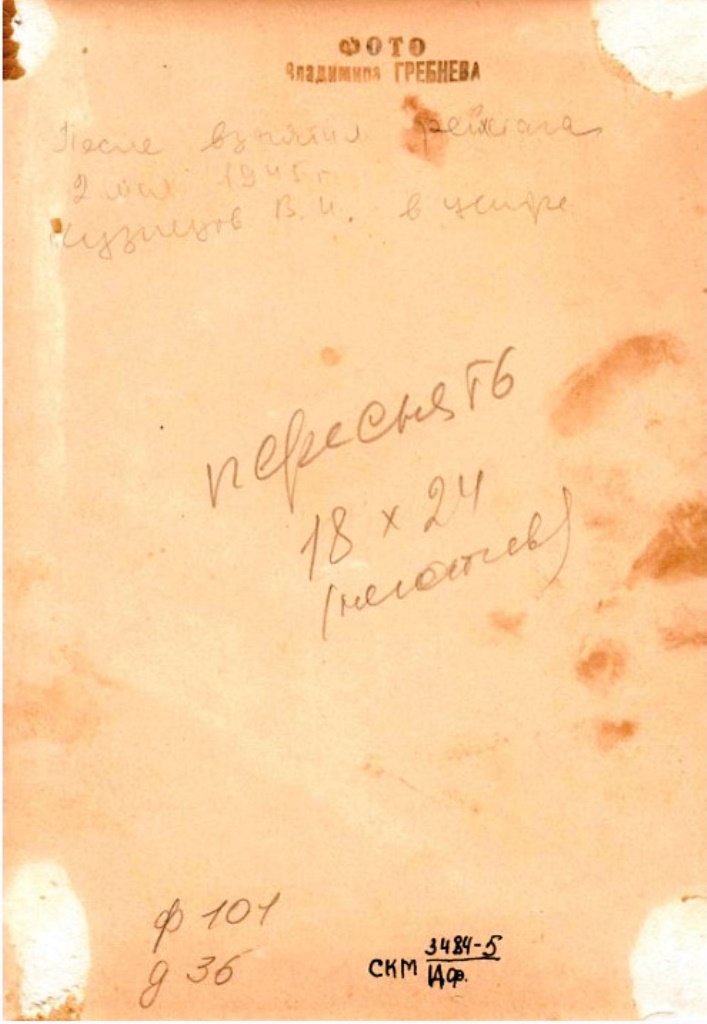 ФОТО
Владимира ГРЕБНЕВА
После взятия рейхстага
2 мая 1945 г.
Кузнецов В.И. в центре
переснять
18 х 24
(негатив)
ф 101
д 36
СКМ 3484-5
Дф.